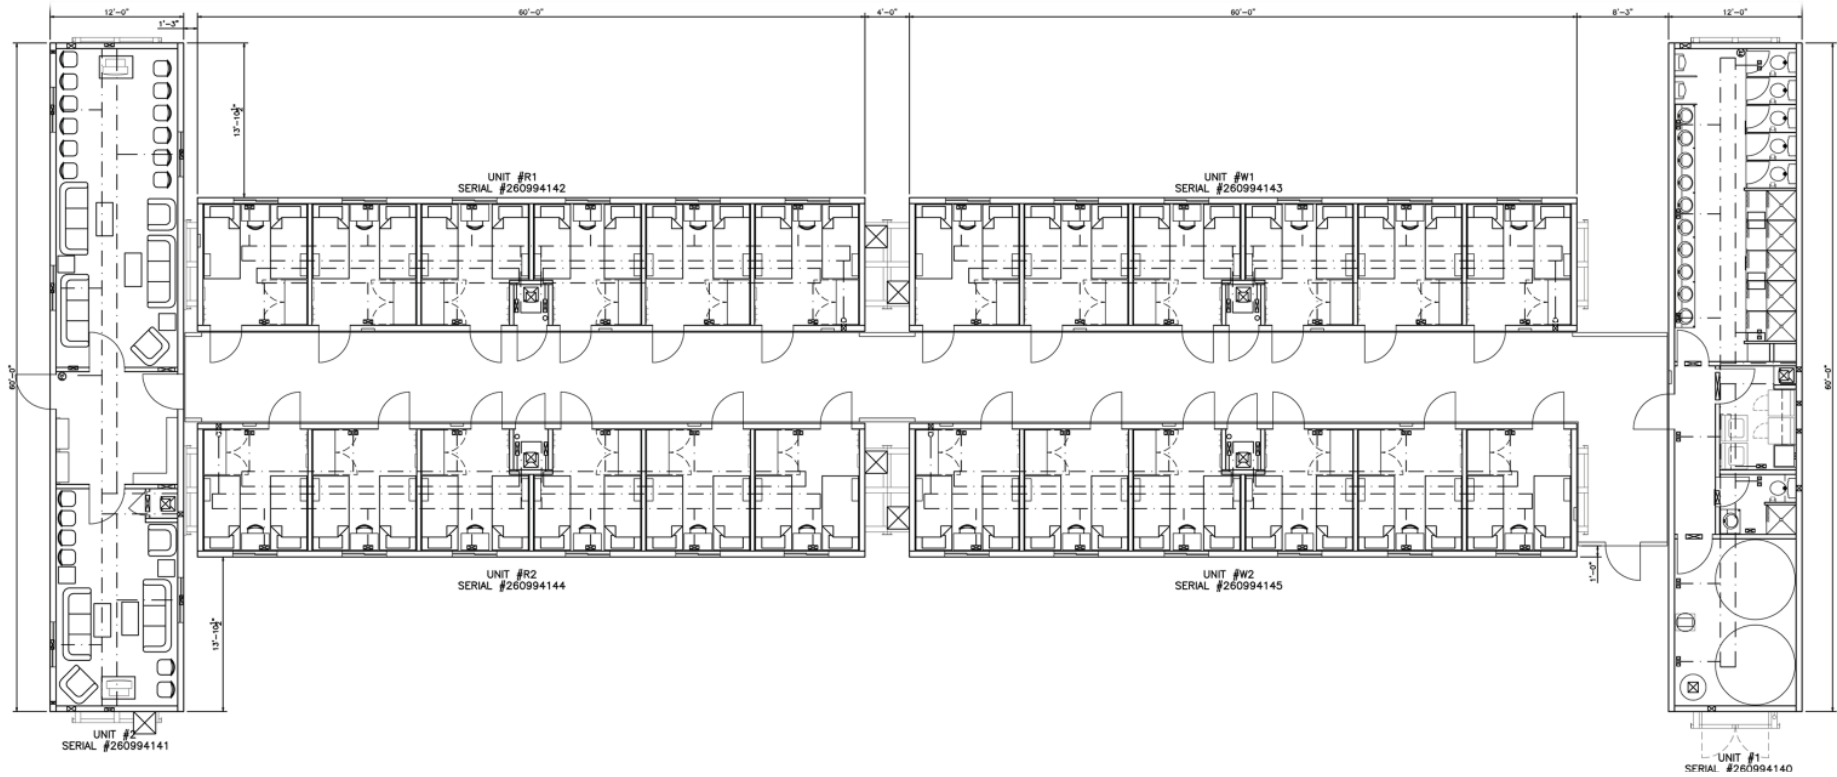 12'-0"
60'-0"
4'-0"
60'-0"
8'-3"
12'-0"
1'-3"
13'-10½"
UNIT #R1
SERIAL #260994142
UNIT #W1
SERIAL #260994143
60'-0"
60'-0"
UNIT #R2
SERIAL #260994144
UNIT #W2
SERIAL #260994145
1'-0"
13'-10½"
UNIT #2
SERIAL #260994141
UNIT #1
SERIAL #260994140